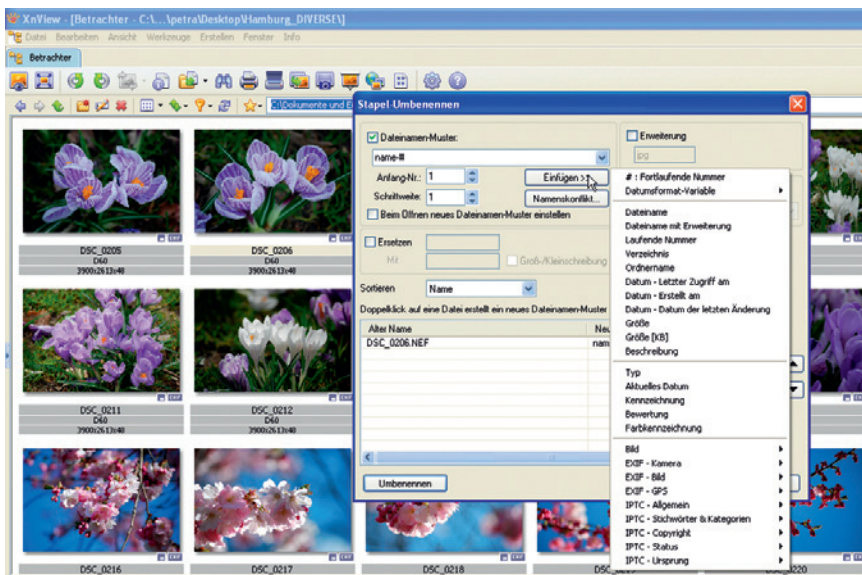 XnView - [Betrachter - C:\...\petra\Desktop\Hamburg_DIVERSE\]
Datei Bearbeiten Ansicht Werkzeuge Erstellen Fenster Info
Betrachter
C:\Dokumente und E
Stapel-Umbenennen
Dateinamen-Muster:
name-#
Anfang-Nr.: 1
Einfügen >>
Schrittweite: 1
Namenskonflikt...
Beim Öffnen neues Dateinamen-Muster einstellen
Ersetzen
Mit
Groß-/Kleinschreibung
Sortieren Name
Doppelklick auf eine Datei erstellt ein neues Dateinamen-Muster
Alter Name Neu
DSC_0206.NEF nam
Umbenennen
Erweiterung
jpg
# : Fortlaufende Nummer
Datumsformat-Variable
Dateiname
Dateiname mit Erweiterung
Laufende Nummer
Verzeichnis
Ordnername
Datum - Letzter Zugriff am
Datum - Erstellt am
Datum - Datum der letzten Änderung
Größe
Größe [KB]
Beschreibung
Typ
Aktuelles Datum
Kennzeichnung
Bewertung
Farbkennzeichnung
Bild
EXIF - Kamera
EXIF - Bild
EXIF - GPS
IPTC - Allgemein
IPTC - Stichwörter & Kategorien
IPTC - Copyright
IPTC - Status
IPTC - Ursprung
DSC_0205
D60
3900x2613x48
DSC_0206
D60
3900x2613x48
DSC_0211
D60
3900x2613x48
DSC_0212
D60
3900x2613x48
DSC_0216
DSC_0217
DSC_0218